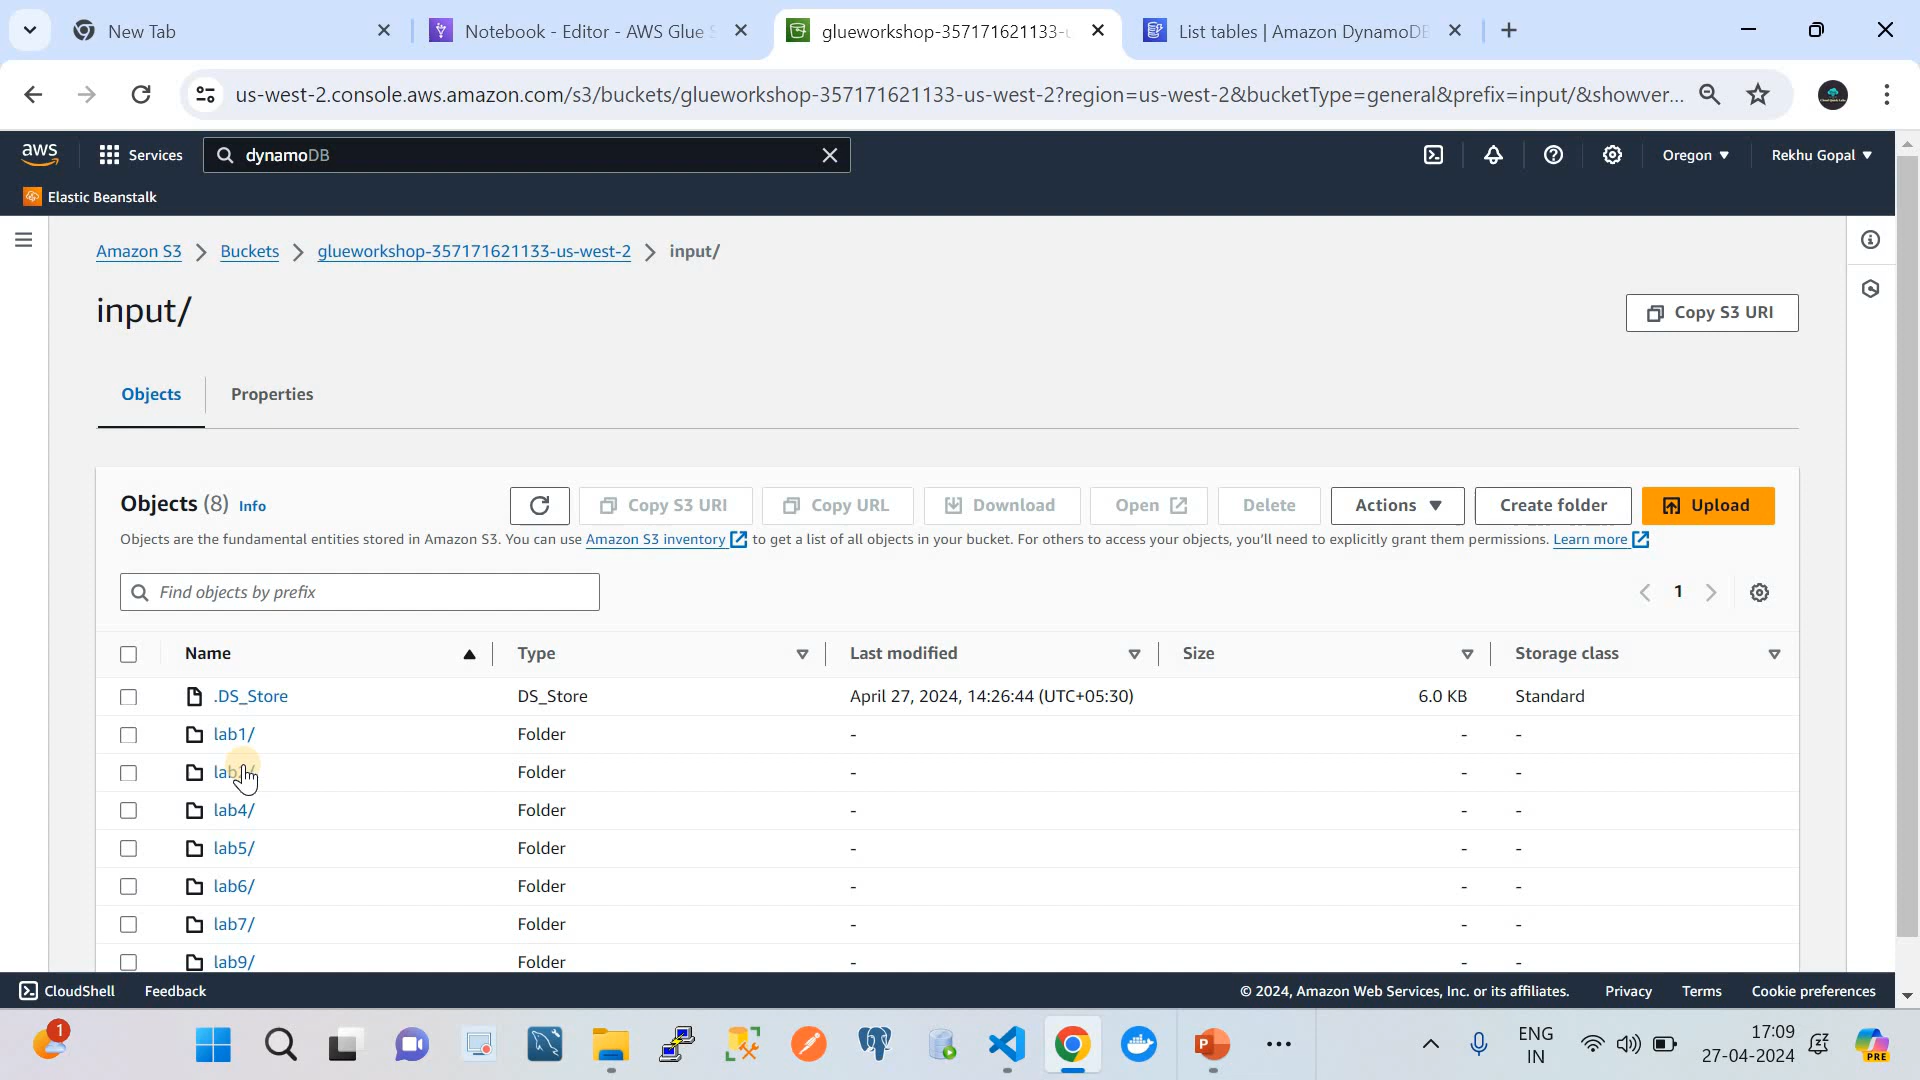 New Tab
Notebook - Editor - AWS Glue S
glueworkshop-357171621133-u
List tables | Amazon DynamoDB
us-west-2.console.aws.amazon.com/s3/buckets/glueworkshop-357171621133-us-west-2?region=us-west-2&bucketType=general&prefix=input/&showver...
aws
Services
dynamoDB
Oregon ▼
Rekhu Gopal ▼
Elastic Beanstalk
Amazon S3 > Buckets > glueworkshop-357171621133-us-west-2 > input/
input/
Copy S3 URI
Objects
Properties
Objects (8) Info
Copy S3 URI
Copy URL
Download
Open
Delete
Actions ▼
Create folder
Upload
Objects are the fundamental entities stored in Amazon S3. You can use Amazon S3 inventory to get a list of all objects in your bucket. For others to access your objects, you'll need to explicitly grant them permissions. Learn more
Find objects by prefix
1
Name Type Last modified Size Storage class
.DS_Store DS_Store April 27, 2024, 14:26:44 (UTC+05:30) 6.0 KB Standard
lab1/ Folder - - -
Folder - - -
lab4/ Folder - - -
lab5/ Folder - - -
lab6/ Folder - - -
lab7/ Folder - - -
lab9/ Folder - - -
CloudShell
Feedback
© 2024, Amazon Web Services, Inc. or its affiliates.
Privacy
Terms
Cookie preferences
1
ENG
IN
17:09
27-04-2024
PRE